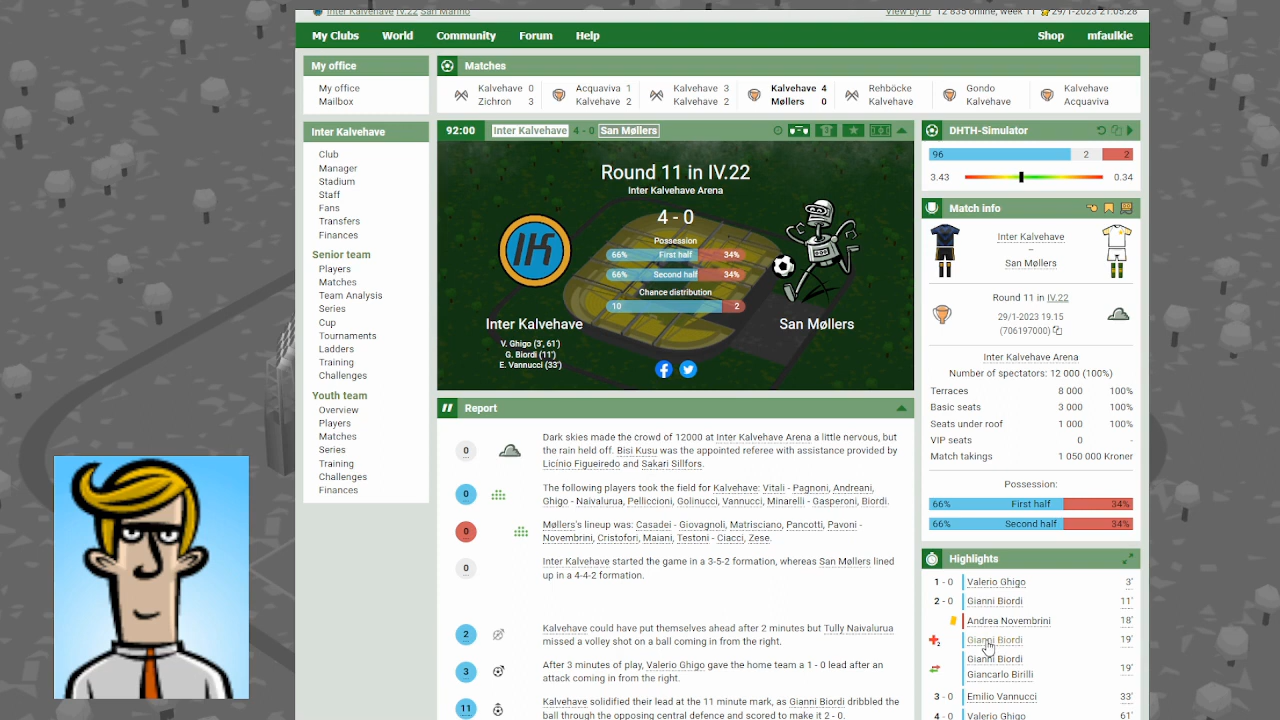 Inter Kalvehave IV.22 San Marino
View by ID 12 835 online, week 11 29/1-2023 21:05:28
My Clubs World Community Forum Help Shop mfaulkie
My office
My office
Mailbox
Inter Kalvehave
Club
Manager
Stadium
Staff
Fans
Transfers
Finances
Senior team
Players
Matches
Team Analysis
Series
Cup
Tournaments
Ladders
Training
Challenges
Youth team
Overview
Players
Matches
Series
Training
Challenges
Finances
Matches
Kalvehave 0
Zichron 3
Acquaviva 1
Kalvehave 2
Kalvehave 3
Kalvehave 2
Kalvehave 4
Møllers 0
Rehböcke
Kalvehave
Gondo
Kalvehave
Kalvehave
Acquaviva
92:00 Inter Kalvehave 4 - 0 San Møllers
Round 11 in IV.22
Inter Kalvehave Arena
4 - 0
Possession
66% First half 34%
66% Second half 34%
Chance distribution
10 2
IK
Inter Kalvehave
San Møllers
V. Ghigo (3', 61')
G. Biordi (11')
E. Vannucci (33')
Report
0 Dark skies made the crowd of 12000 at Inter Kalvehave Arena a little nervous, but
the rain held off. Bisi Kusu was the appointed referee with assistance provided by
Licínio Figueiredo and Sakari Sillfors.
0 The following players took the field for Kalvehave: Vitali - Pagnoni, Andreani,
Ghigo - Naivalurua, Pelliccioni, Golinucci, Vannucci, Minarelli - Gasperoni, Biordi.
0 Møllers's lineup was: Casadei - Giovagnoli, Matrisciano, Pancotti, Pavoni -
Novembrini, Cristofori, Maiani, Testoni - Ciacci, Zese.
0 Inter Kalvehave started the game in a 3-5-2 formation, whereas San Møllers lined
up in a 4-4-2 formation.
2 Kalvehave could have put themselves ahead after 2 minutes but Tully Naivalurua
missed a volley shot on a ball coming in from the right.
3 After 3 minutes of play, Valerio Ghigo gave the home team a 1 - 0 lead after an
attack coming in from the right.
11 Kalvehave solidified their lead at the 11 minute mark, as Gianni Biordi dribbled the
ball through the opposing central defence and scored to make it 2 - 0.
DHTH-Simulator
96 2 2
3.43 0.34
Match info
Inter Kalvehave
–
San Møllers
Round 11 in IV.22
29/1-2023 19.15
(706197000)
Inter Kalvehave Arena
Number of spectators: 12 000 (100%)
Terraces 8 000 100%
Basic seats 3 000 100%
Seats under roof 1 000 100%
VIP seats 0 -
Match takings 1 050 000 Kroner
Possession:
66% First half 34%
66% Second half 34%
Highlights
1 - 0 Valerio Ghigo 3'
2 - 0 Gianni Biordi 11'
Andrea Novembrini 18'
2 Gianni Biordi 19'
Gianni Biordi
Giancarlo Birilli 19'
3 - 0 Emilio Vannucci 33'
4 - 0 Valerio Ghigo 61'